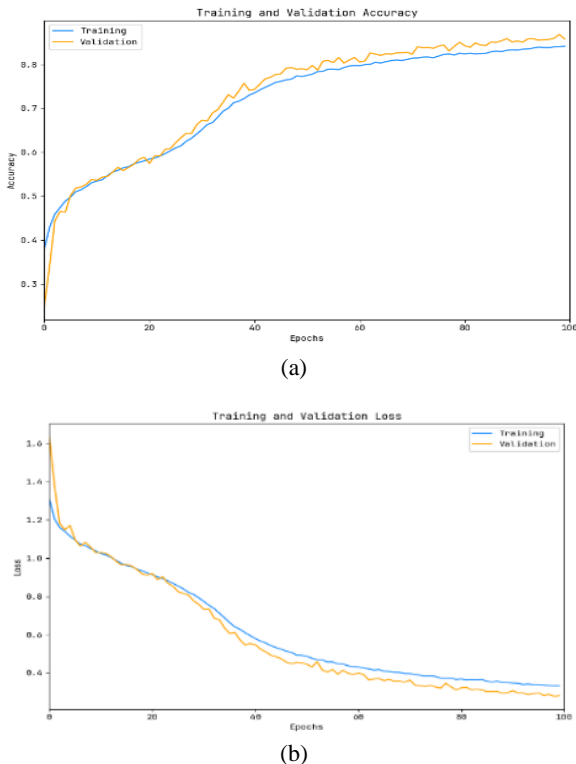 Training and Validation Accuracy
Training
Validation
0.8
0.7
0.6
0.5
0.4
0.3
Accuracy
0
20
40
60
80
100
Epochs
(a)
Training and Validation Loss
Training
Validation
1.6
1.4
1.2
1.0
0.8
0.6
0.4
Loss
0
20
40
60
80
100
Epochs
(b)